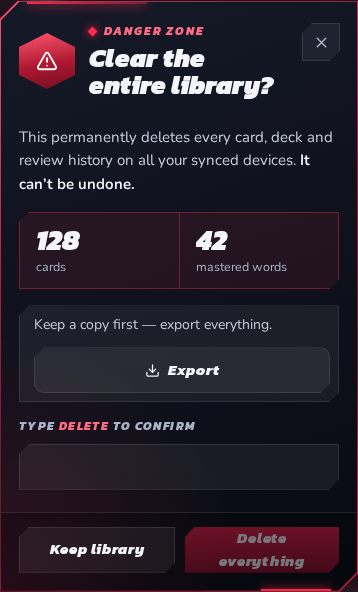 DANGER ZONE
Clear the
entire library?
This permanently deletes every card, deck and
review history on all your synced devices. It
can't be undone.
128
42
cards
mastered words
Keep a copy first — export everything.
Export
TYPE DELETE TO CONFIRM
Keep library
Delete
everything